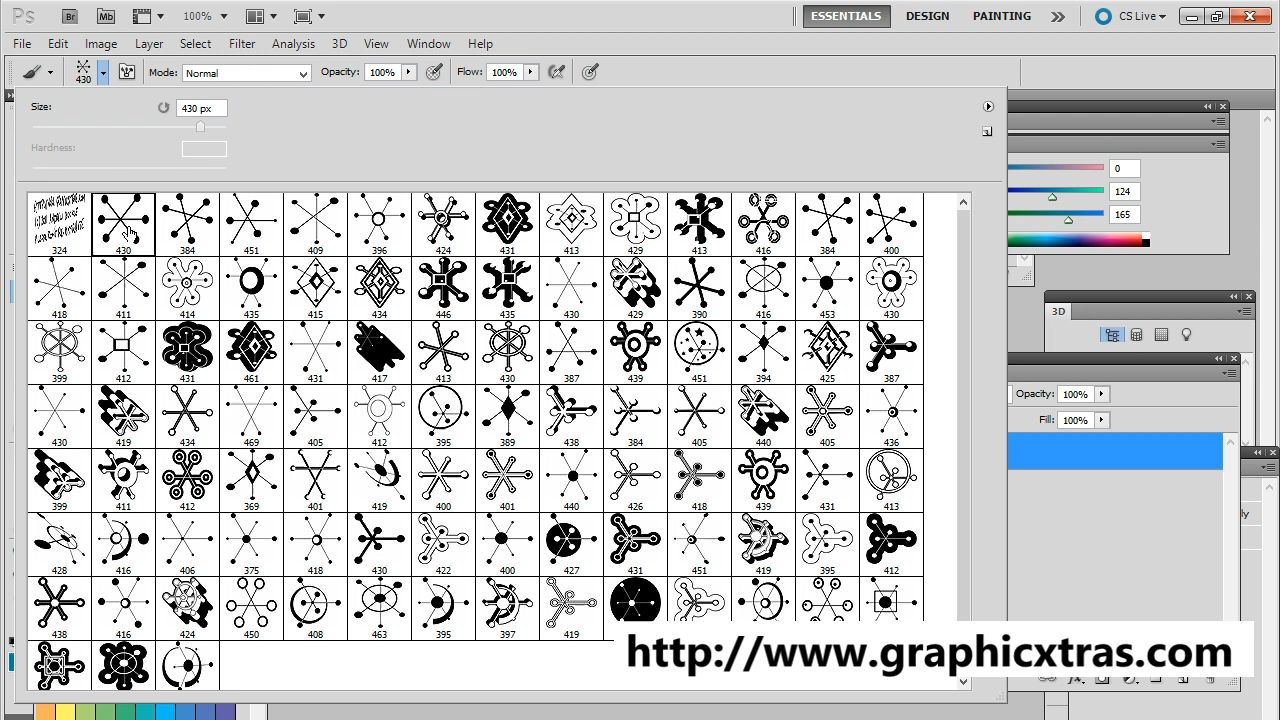 Ps Br Mb 100% ESSENTIALS DESIGN PAINTING CS Live
File Edit Image Layer Select Filter Analysis 3D View Window Help
430 Mode: Normal Opacity: 100% Flow: 100%
Size: 430 px
Hardness:
0
124
165
324 430 384 451 409 396 424 431 413 429 413 416 384 400
418 411 414 435 415 434 446 435 430 429 390 416 453 430
3D
399 412 431 461 431 417 413 430 387 439 451 394 425 387
Opacity: 100%
Fill: 100%
430 419 434 469 405 412 395 389 438 384 405 440 405 436
399 411 412 369 401 419 400 401 440 426 418 439 431 413
428 416 406 375 418 430 422 400 427 431 451 419 395 412
438 416 424 450 408 463 395 397 419
http://www.graphicxtras.com